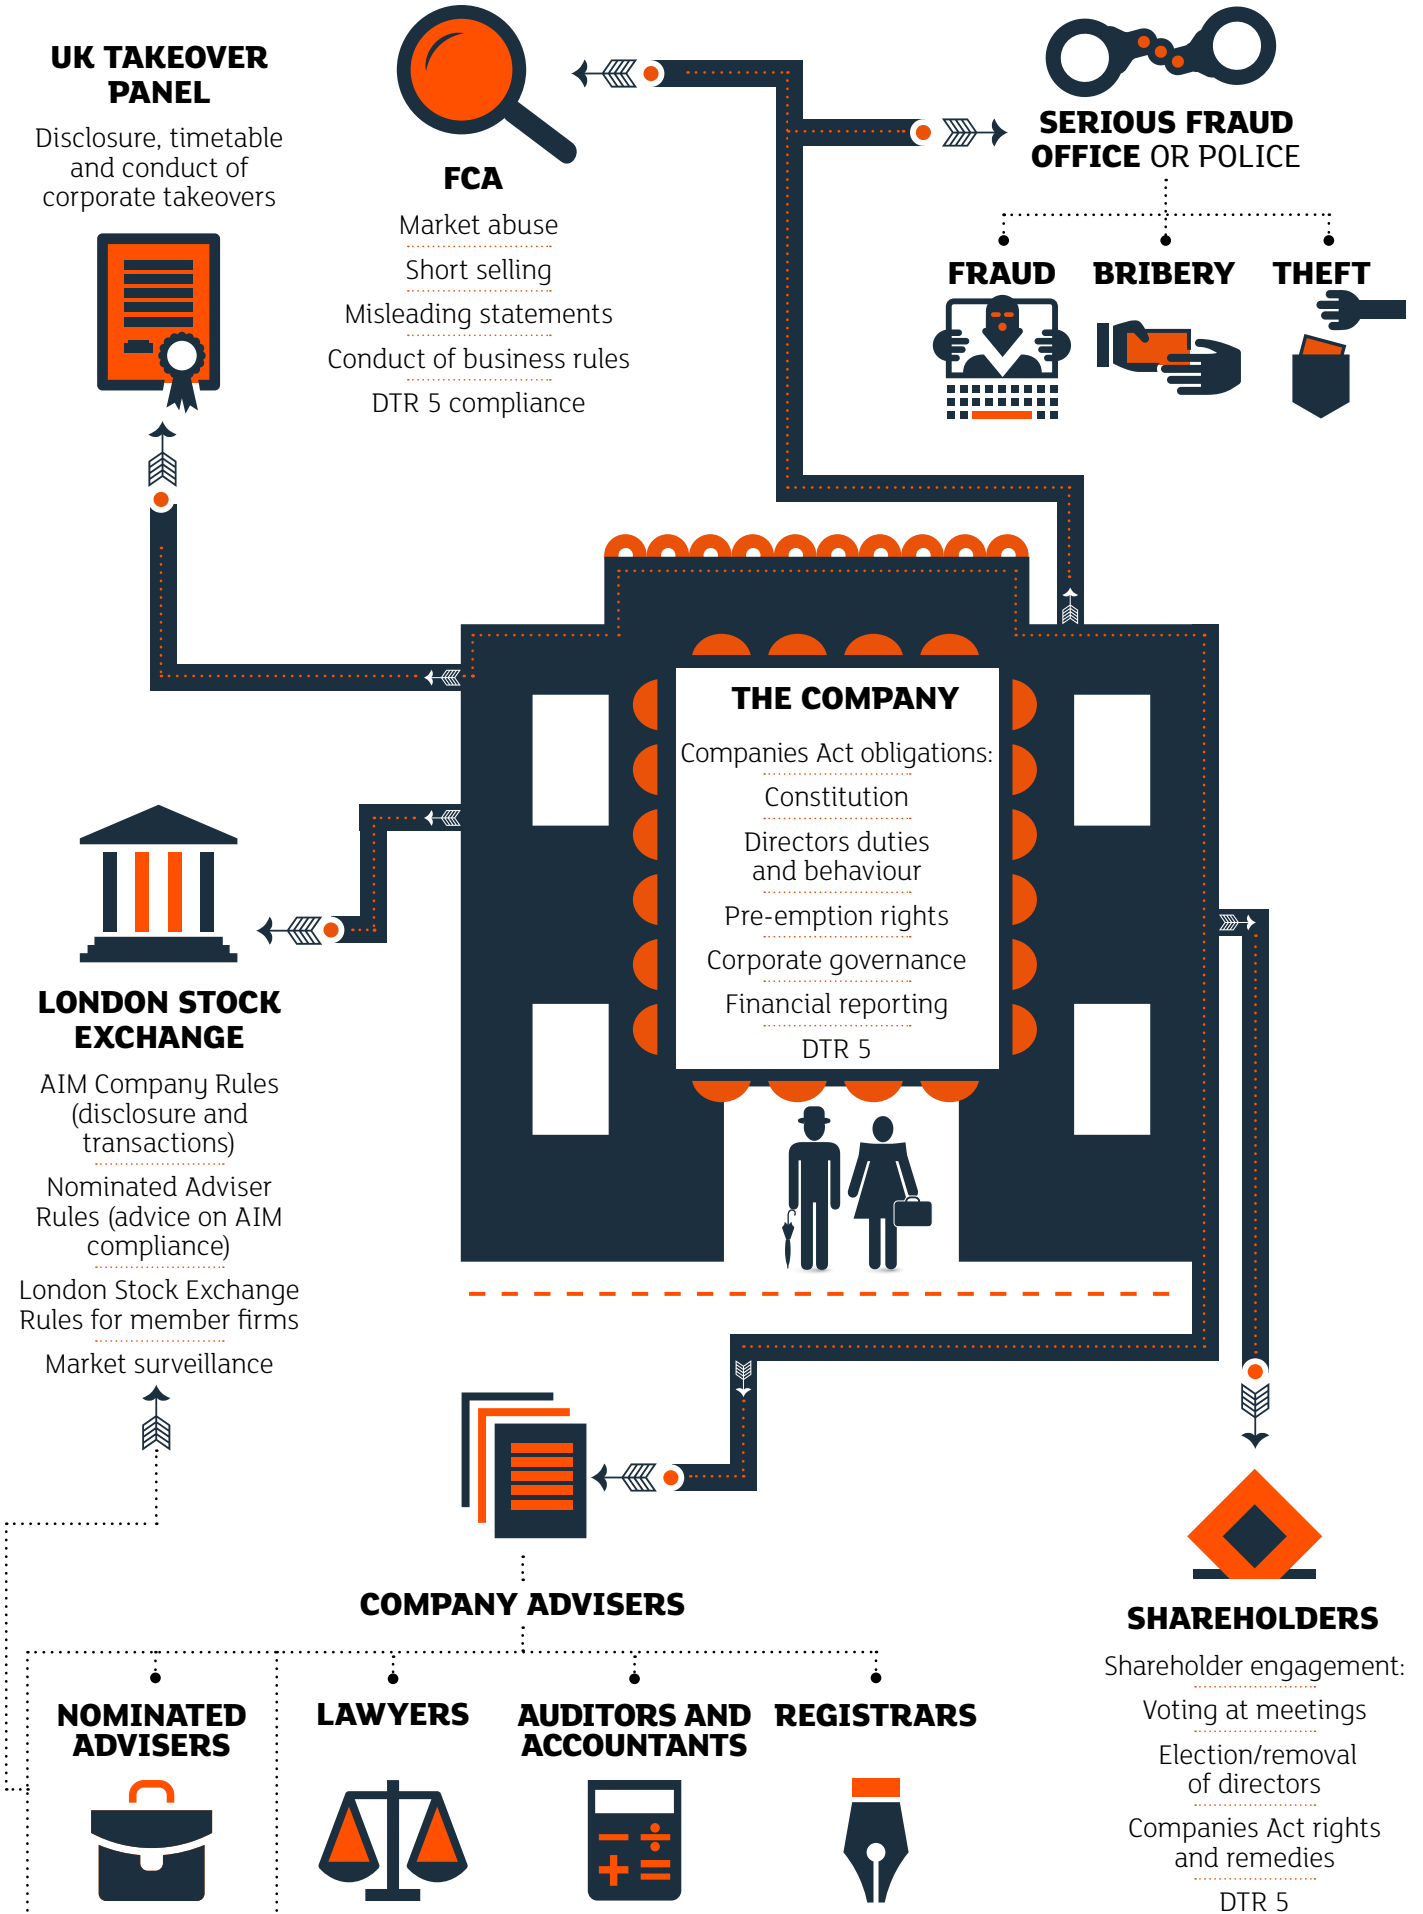 UK TAKEOVER
PANEL
Disclosure, timetable
and conduct of
corporate takeovers
FCA
Market abuse
Short selling
Misleading statements
Conduct of business rules
DTR 5 compliance
SERIOUS FRAUD
OFFICE OR POLICE
FRAUD
BRIBERY
THEFT
THE COMPANY
Companies Act obligations:
Constitution
Directors duties
and behaviour
Pre-emption rights
Corporate governance
Financial reporting
DTR 5
LONDON STOCK
EXCHANGE
AIM Company Rules
(disclosure and
transactions)
Nominated Adviser
Rules (advice on AIM
compliance)
London Stock Exchange
Rules for member firms
Market surveillance
COMPANY ADVISERS
NOMINATED
ADVISERS
LAWYERS
AUDITORS AND
ACCOUNTANTS
REGISTRARS
SHAREHOLDERS
Shareholder engagement:
Voting at meetings
Election/removal
of directors
Companies Act rights
and remedies
DTR 5